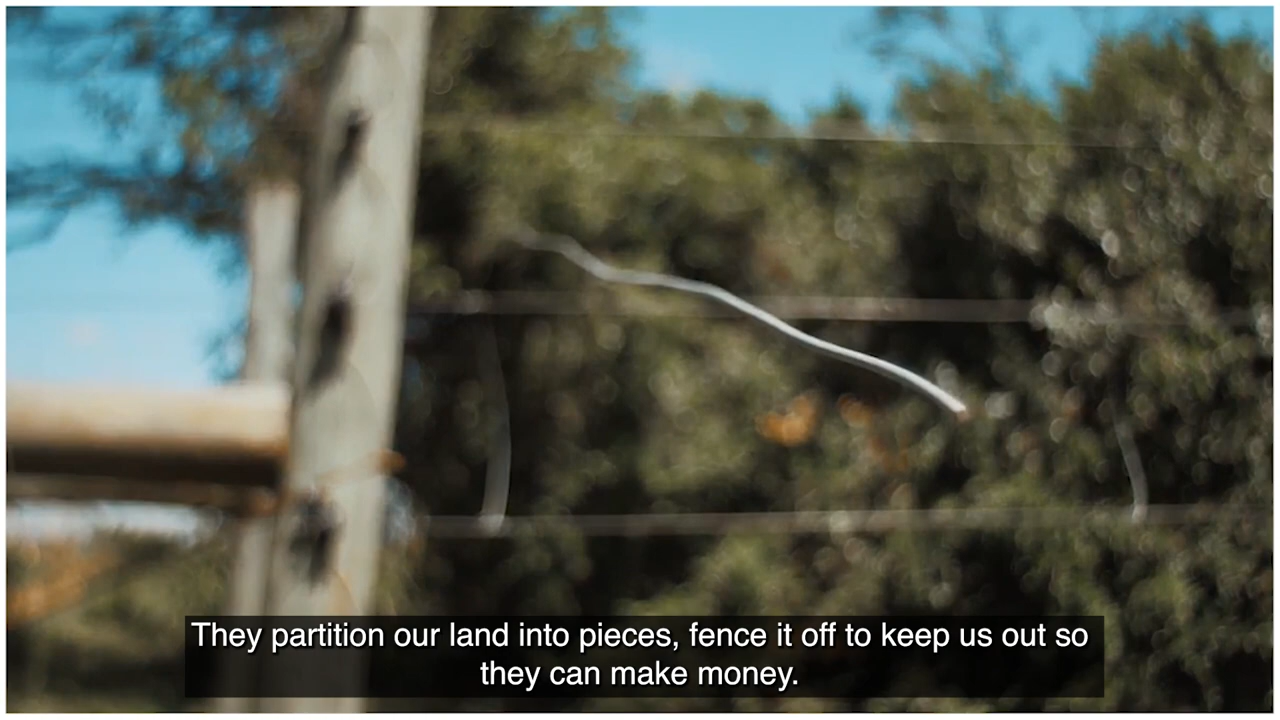 They partition our land into pieces, fence it off to keep us out so
they can make money.